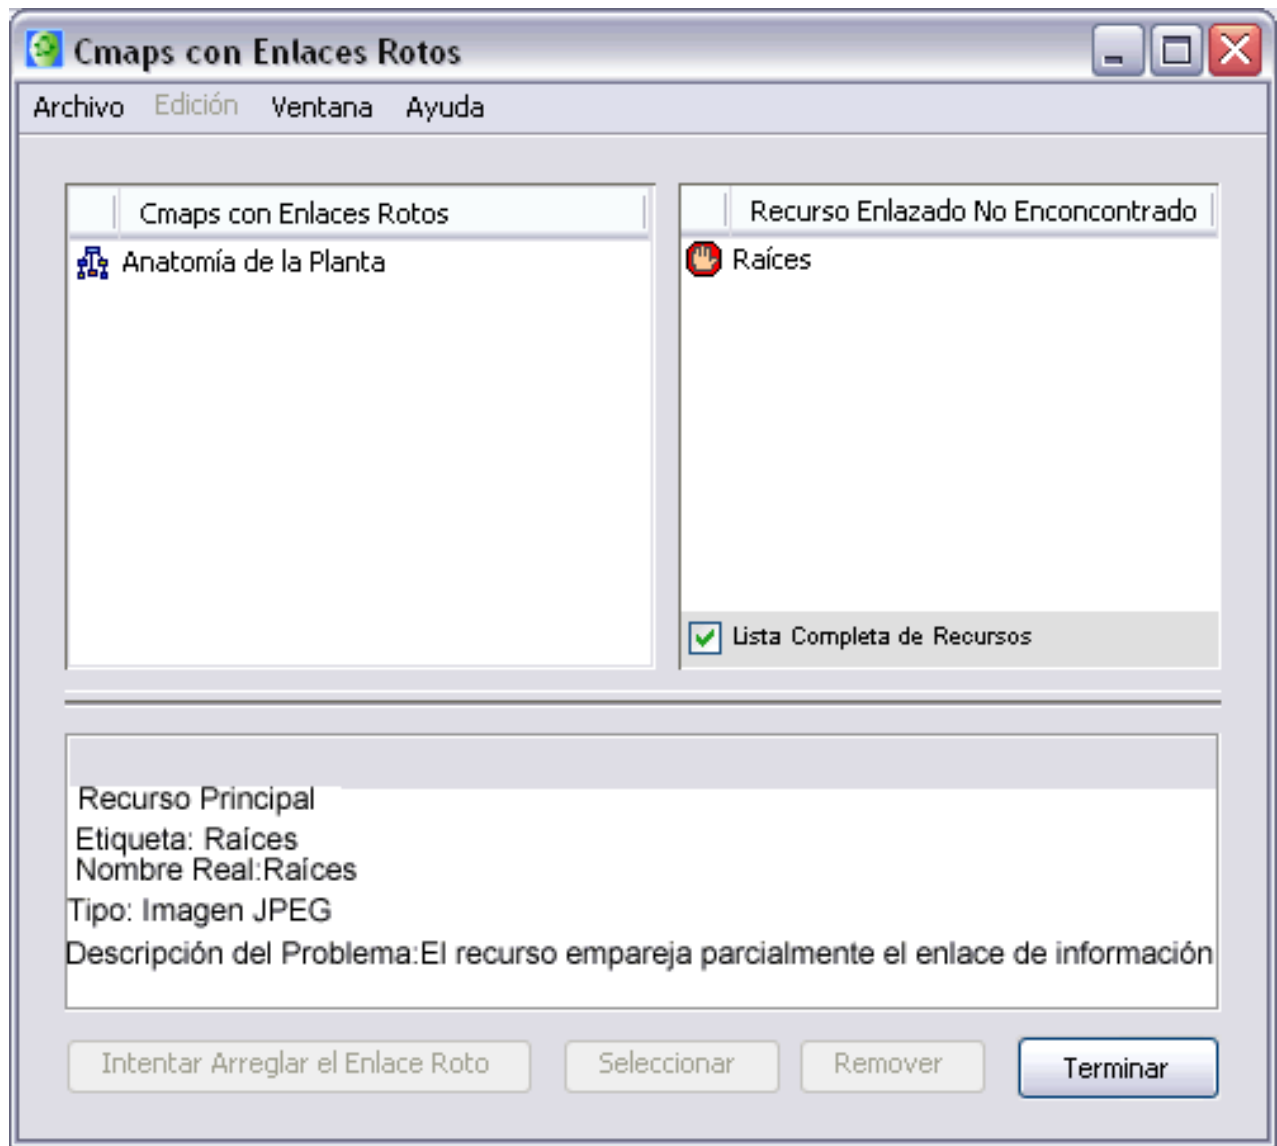 Cmaps con Enlaces Rotos
Archivo Edición Ventana Ayuda
Cmaps con Enlaces Rotos
Anatomía de la Planta
Recurso Enlazado No Enconcontrado
Raíces
Lista Completa de Recursos
Recurso Principal
Etiqueta: Raíces
Nombre Real:Raíces
Tipo: Imagen JPEG
Descripción del Problema:El recurso empareja parcialmente el enlace de información
Intentar Arreglar el Enlace Roto Seleccionar Remover Terminar